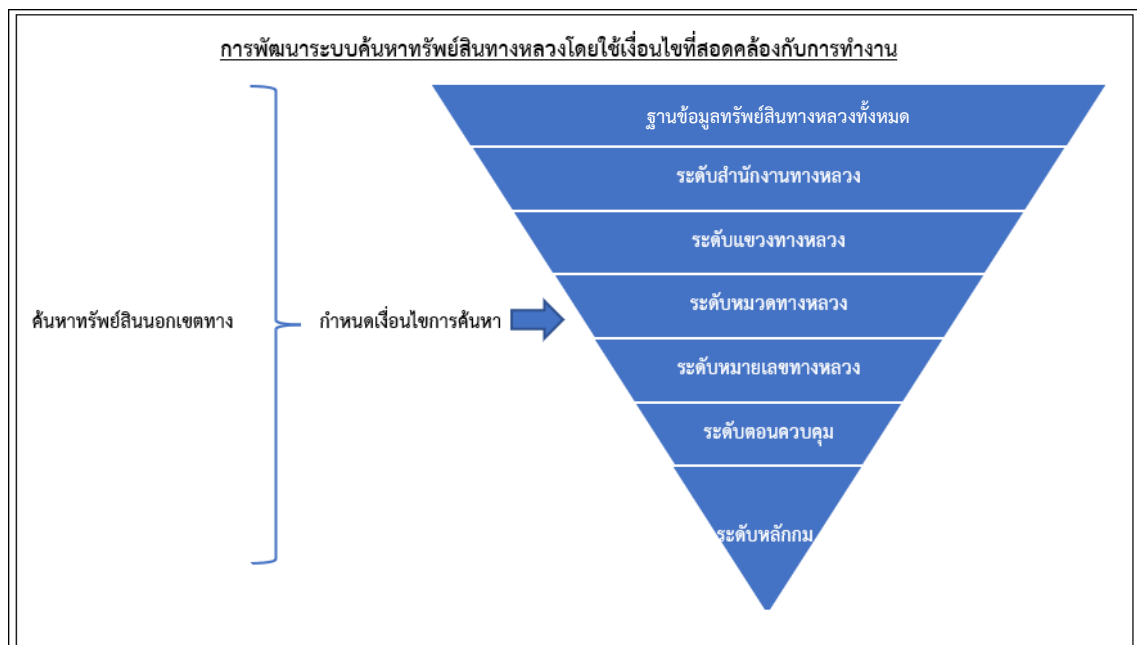 การพัฒนาระบบค้นหาทรัพย์สินทางหลวงโดยใช้เงื่อนไขที่สอดคล้องกับการทำงาน
ฐานข้อมูลทรัพย์สินทางหลวงทั้งหมด
ระดับสำนักงานทางหลวง
ระดับแขวงทางหลวง
ระดับหมวดทางหลวง
ค้นหาทรัพย์สินนอกเขตทาง
กำหนดเงื่อนไขการค้นหา
ระดับหมายเลขทางหลวง
ระดับตอนควบคุม
ระดับหลักกม